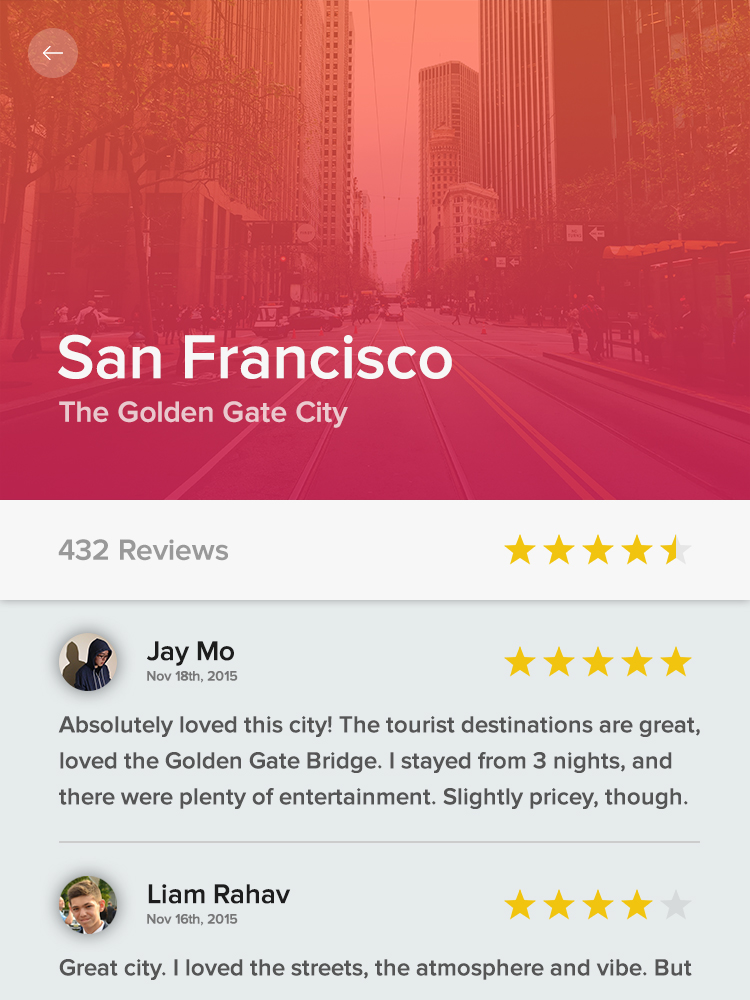 San Francisco
The Golden Gate City
432 Reviews
Jay Mo
Nov 18th, 2015
Absolutely loved this city! The tourist destinations are great,
loved the Golden Gate Bridge. I stayed from 3 nights, and
there were plenty of entertainment. Slightly pricey, though.
Liam Rahav
Nov 16th, 2015
Great city. I loved the streets, the atmosphere and vibe. But